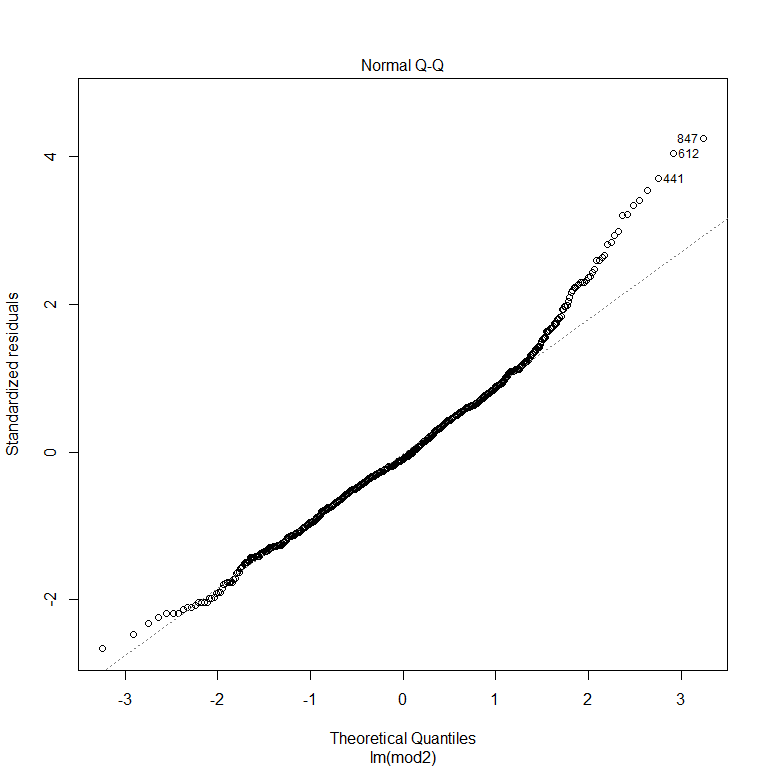 Normal Q-Q
847
612
441
4
2
0
-2
Standardized residuals
-3 -2 -1 0 1 2 3
Theoretical Quantiles
lm(mod2)